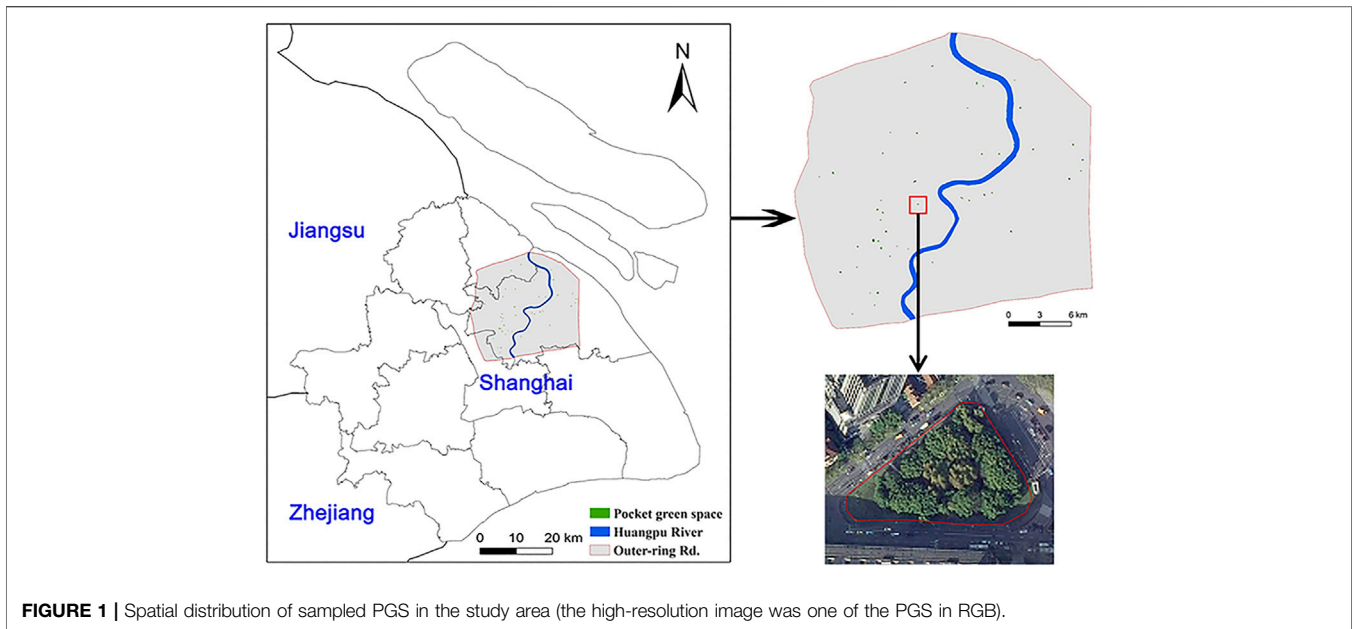 N
Jiangsu
Shanghai
Zhejiang
Pocket green space
Huangpu River
Outer-ring Rd.
0 10 20 km
0 3 6 km
FIGURE 1 | Spatial distribution of sampled PGS in the study area (the high-resolution image was one of the PGS in RGB).